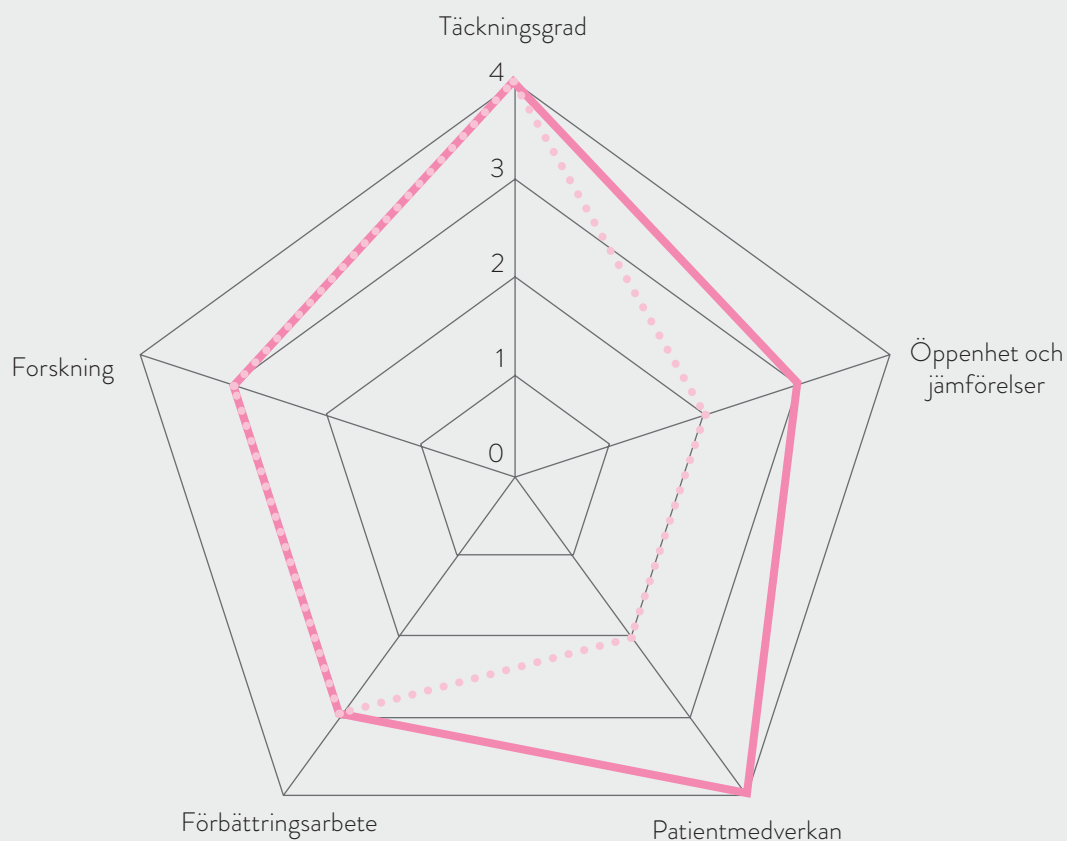 Täckningsgrad
4
3
2
1
0
Forskning
Öppenhet och
jämförelser
Förbättringsarbete
Patientmedverkan